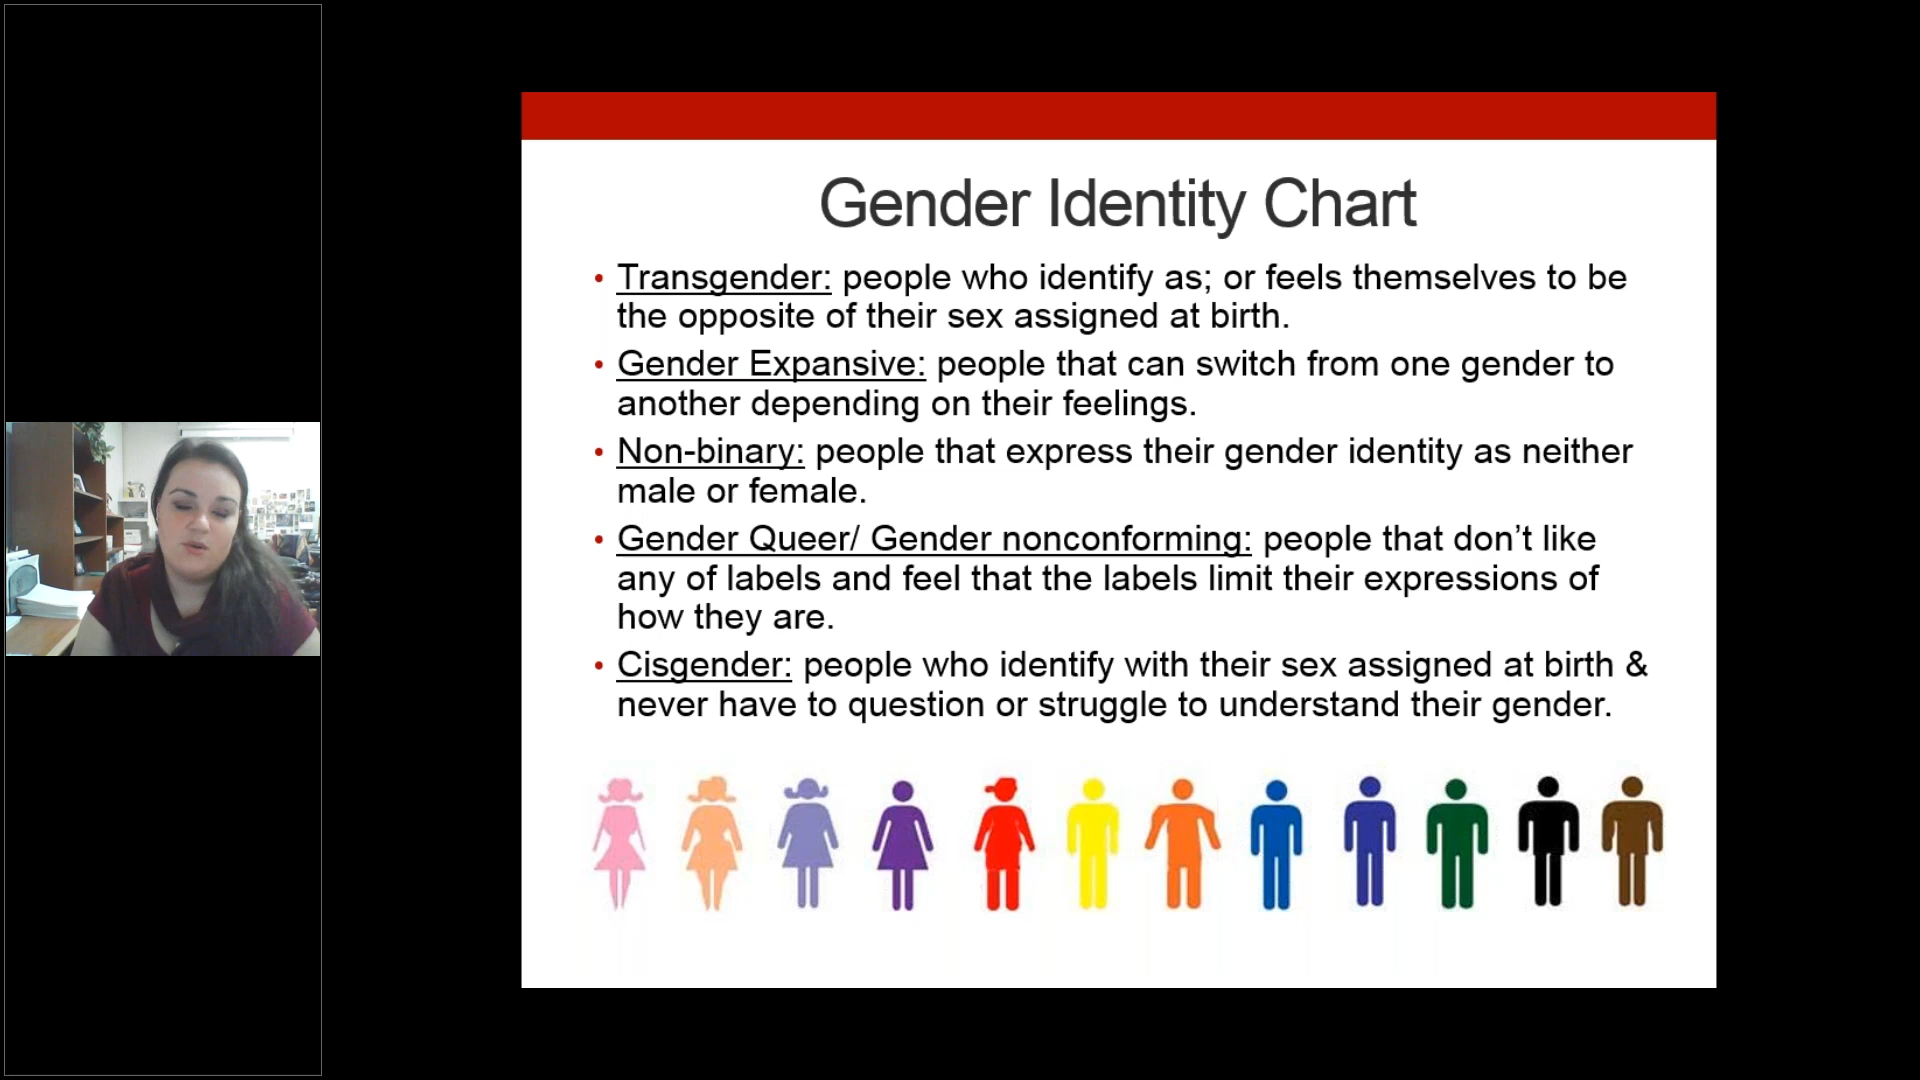 Gender Identity Chart
• Transgender: people who identify as; or feels themselves to be
the opposite of their sex assigned at birth.
• Gender Expansive: people that can switch from one gender to
another depending on their feelings.
• Non-binary: people that express their gender identity as neither
male or female.
• Gender Queer/ Gender nonconforming: people that don’t like
any of labels and feel that the labels limit their expressions of
how they are.
• Cisgender: people who identify with their sex assigned at birth &
never have to question or struggle to understand their gender.